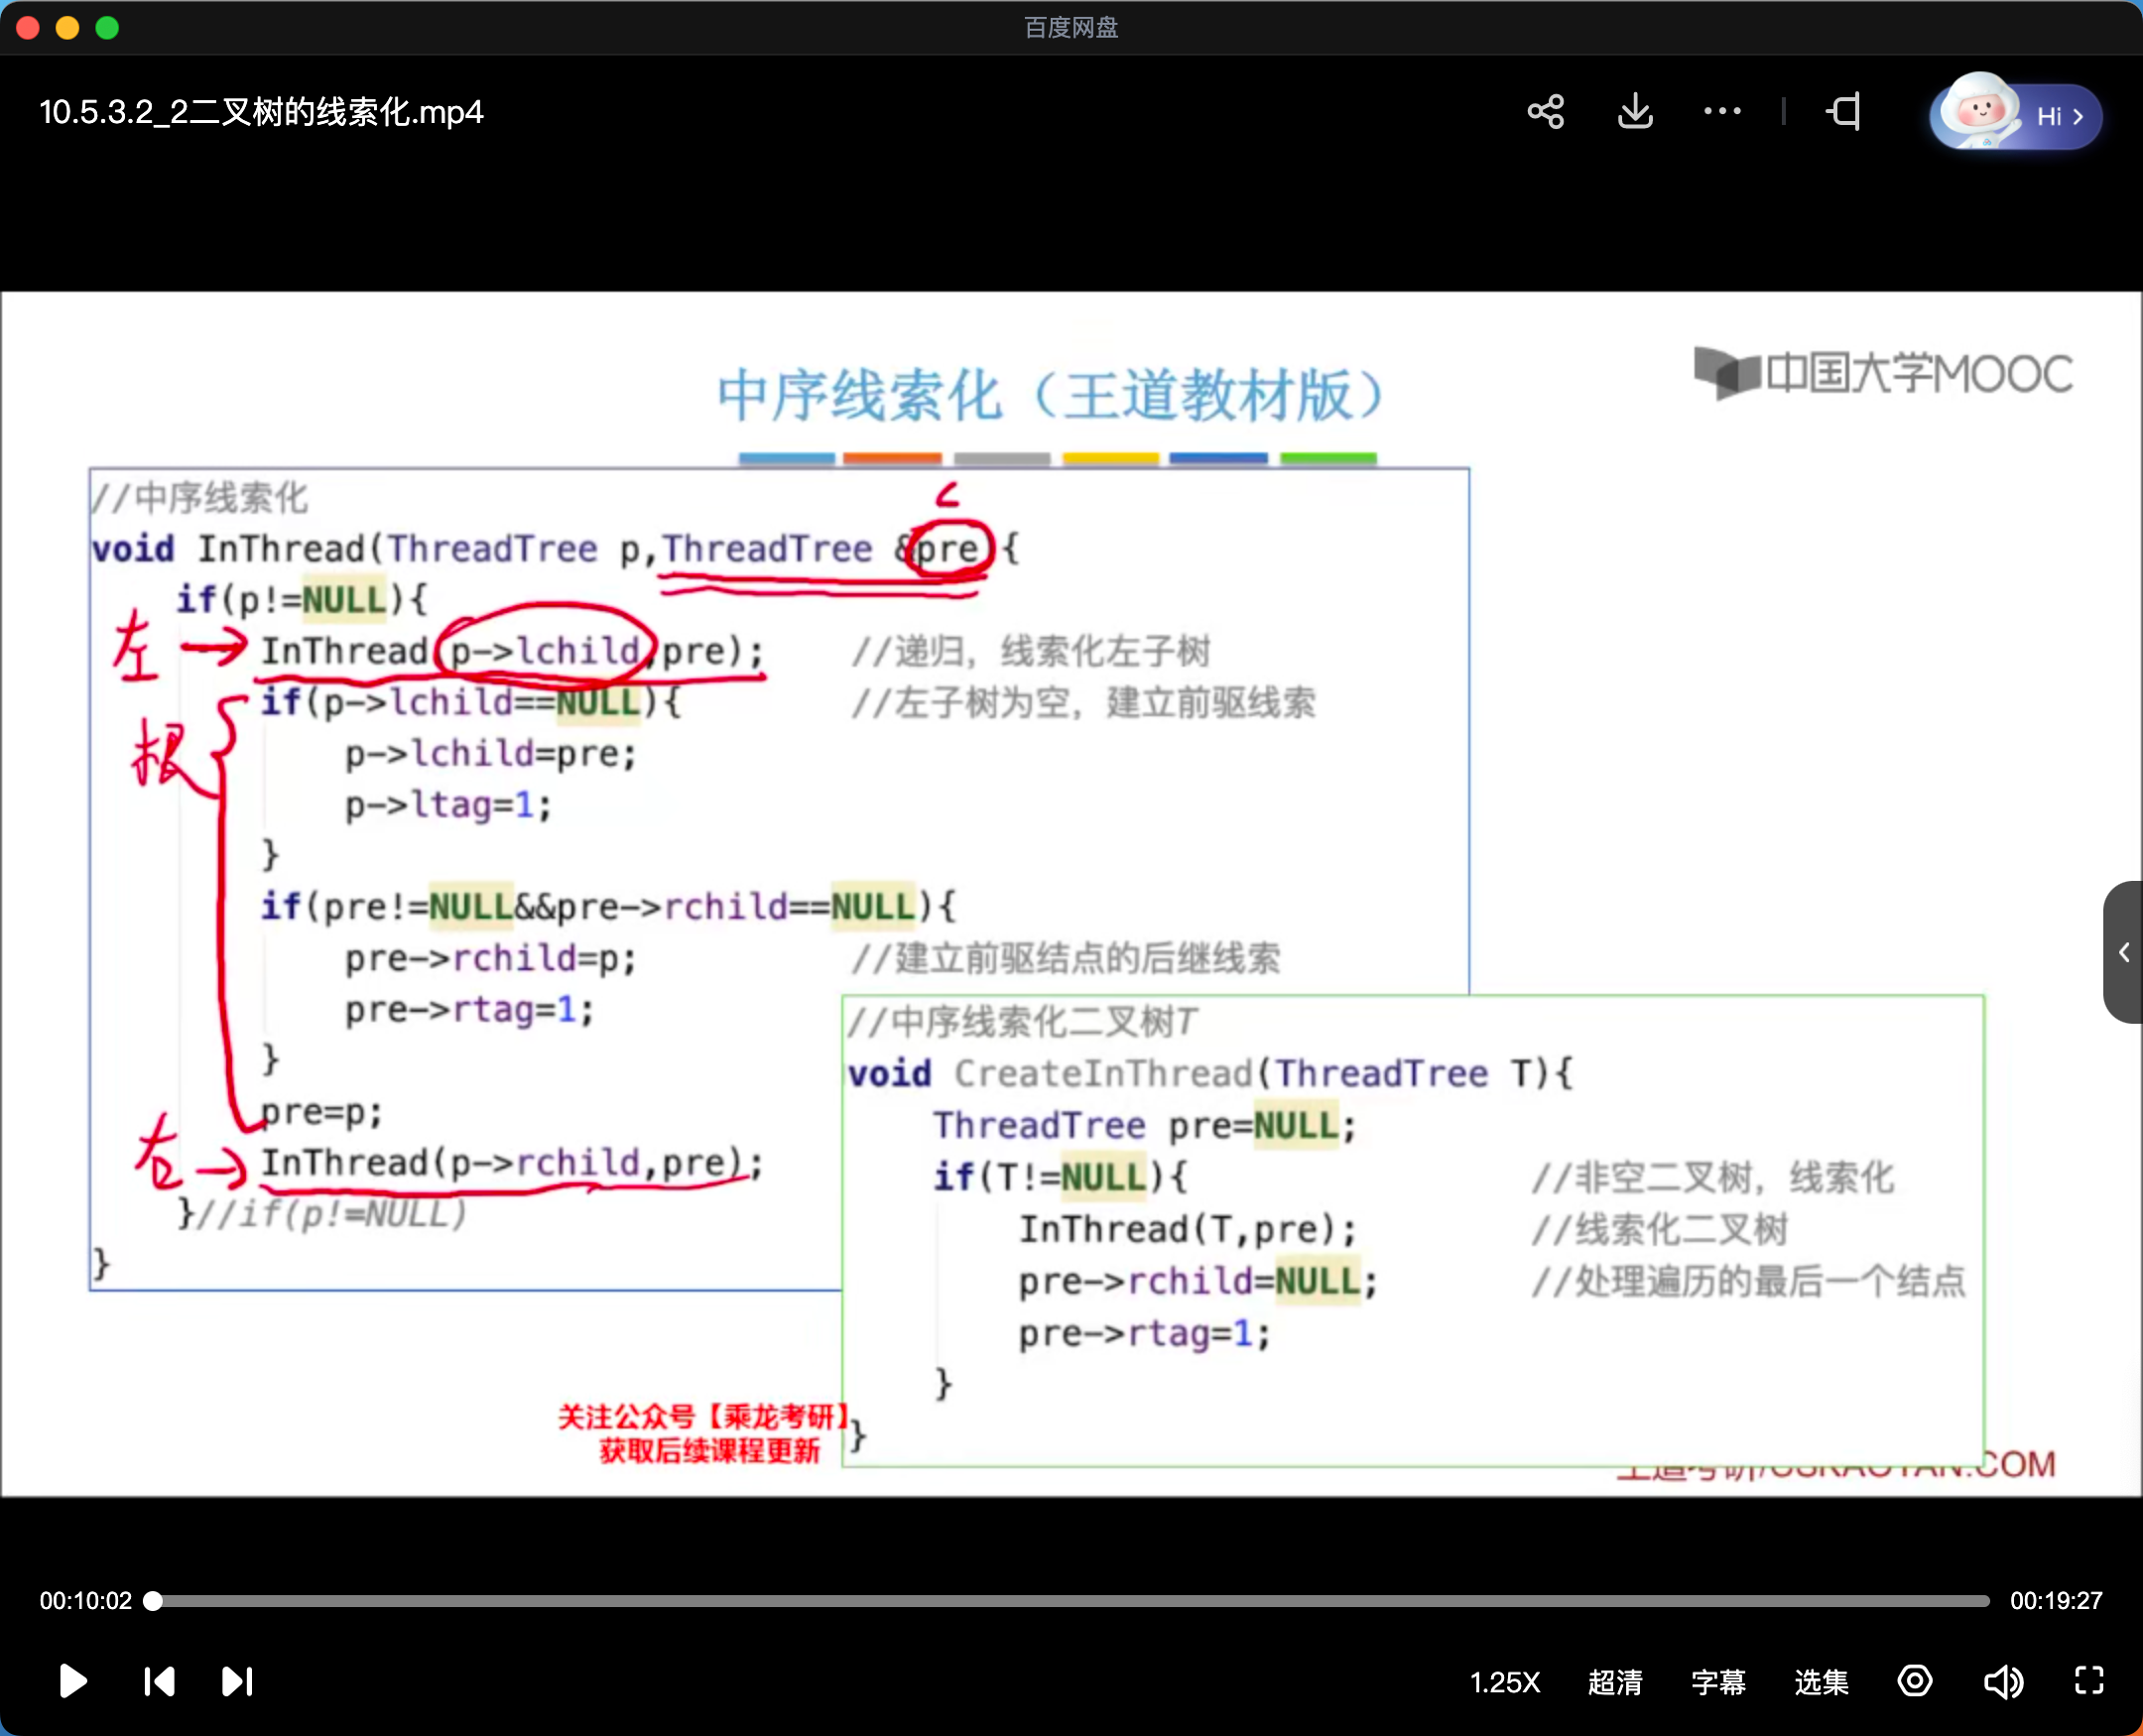 百度网盘
10.5.3.2_2二叉树的线索化.mp4
Hi
中国大学MOOC
中序线索化（王道教材版）
//中序线索化
void InThread(ThreadTree p,ThreadTree &pre){
if(p!=NULL){
左 → InThread(p->lchild,pre); //递归，线索化左子树
if(p->lchild==NULL){ //左子树为空，建立前驱线索
根
p->lchild=pre;
p->ltag=1;
}
if(pre!=NULL&&pre->rchild==NULL){
pre->rchild=p; //建立前驱结点的后继线索
pre->rtag=1;
}
pre=p;
右 → InThread(p->rchild,pre);
}//if(p!=NULL)
}
//中序线索化二叉树T
void CreateInThread(ThreadTree T){
ThreadTree pre=NULL;
if(T!=NULL){ //非空二叉树，线索化
InThread(T,pre); //线索化二叉树
pre->rchild=NULL; //处理遍历的最后一个结点
pre->rtag=1;
}
}
关注公众号【乘龙考研】
获取后续课程更新
王道考研/CSKAOYAN.COM
00:10:02
00:19:27
1.25X
超清
字幕
选集